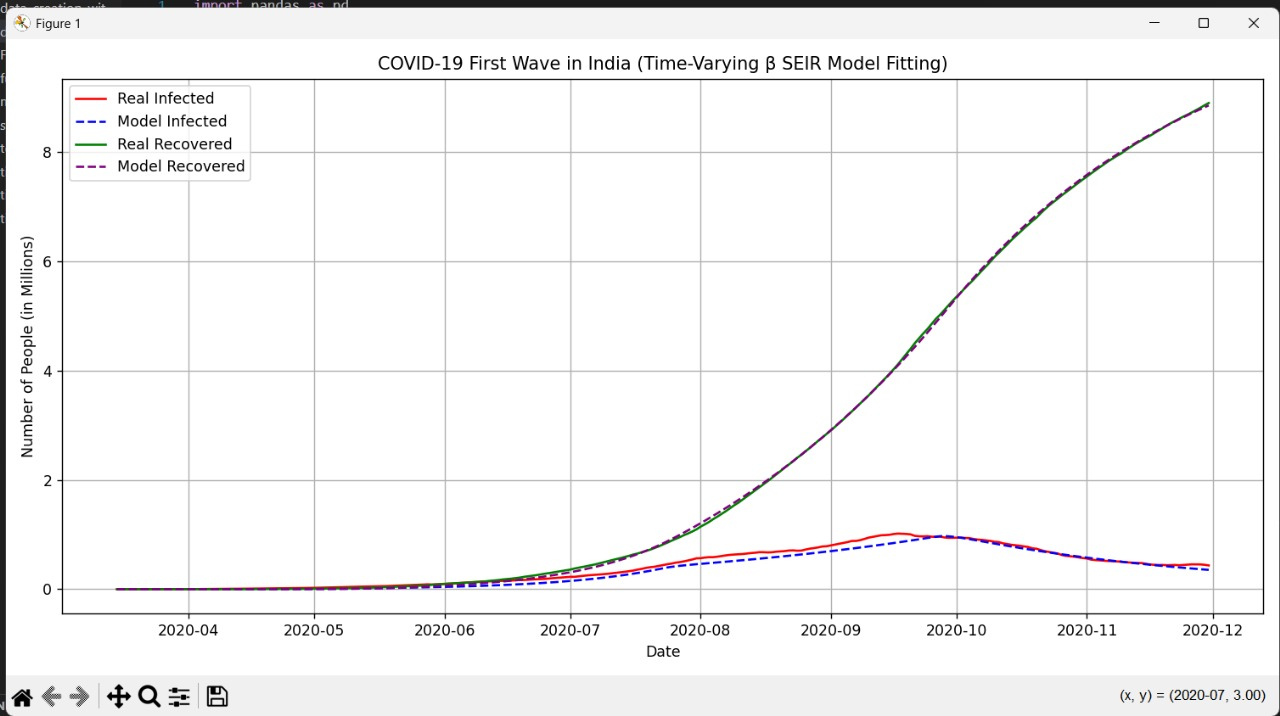 data_creation_wit
1 import pandas as pd
Figure 1
COVID-19 First Wave in India (Time-Varying β SEIR Model Fitting)
Real Infected
Model Infected
Real Recovered
Model Recovered
Number of People (in Millions)
8
6
4
2
0
2020-04 2020-05 2020-06 2020-07 2020-08 2020-09 2020-10 2020-11 2020-12
Date
(x, y) = (2020-07, 3.00)